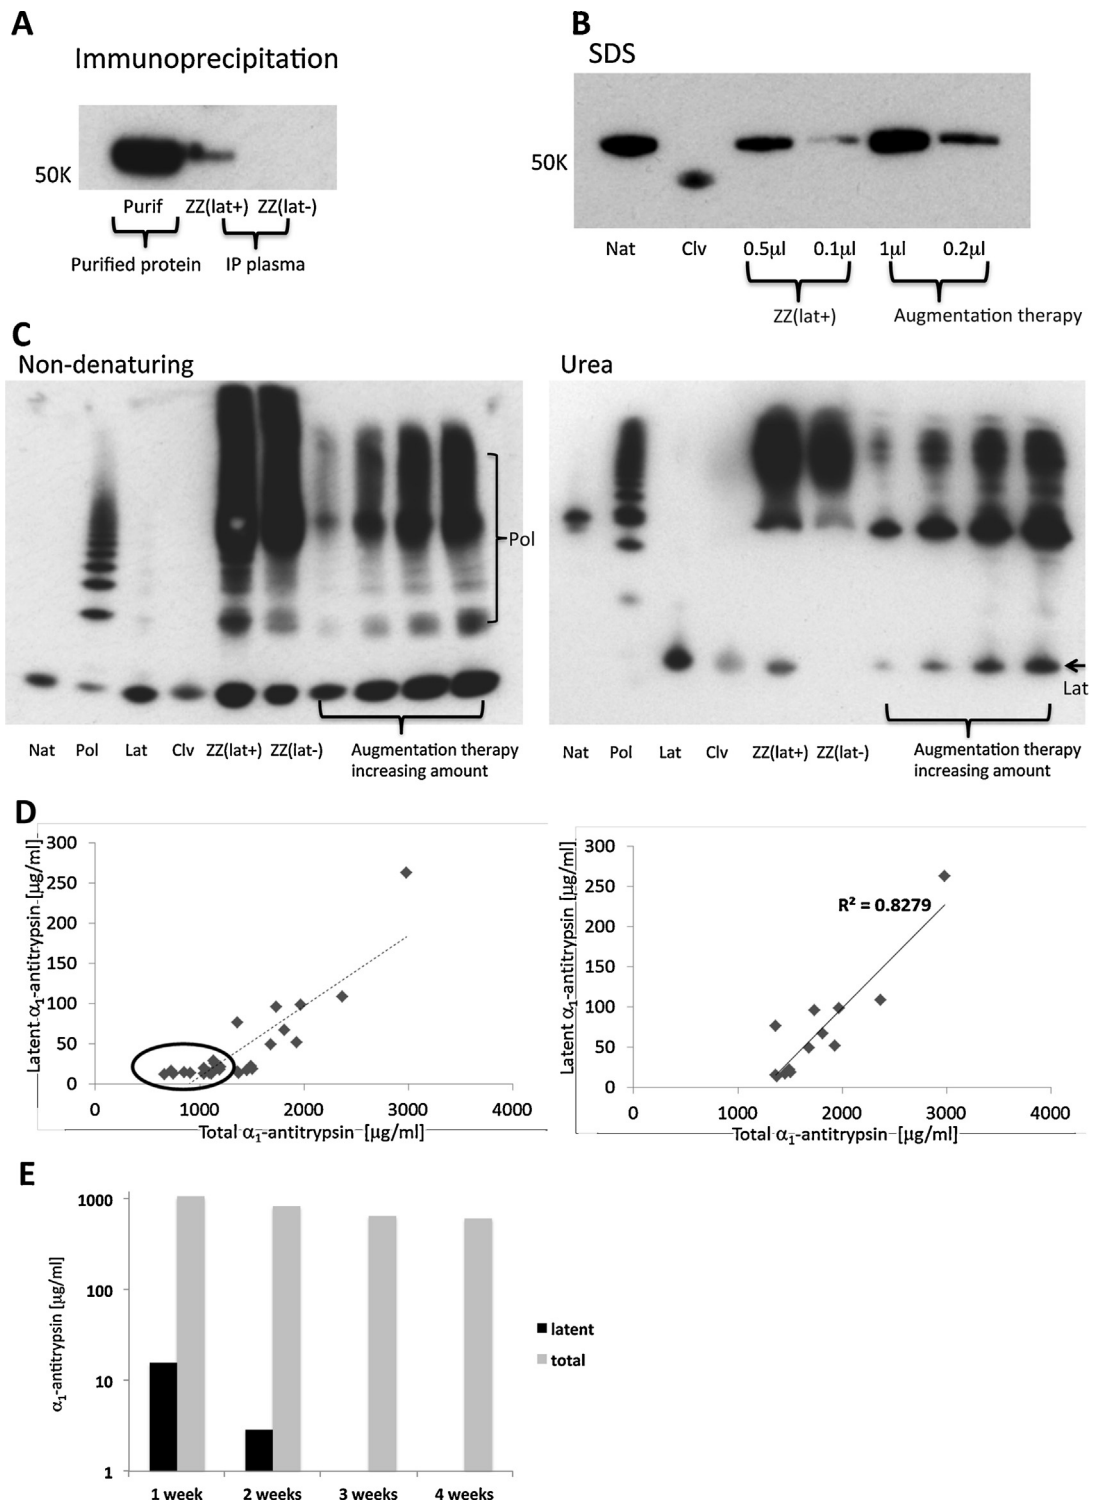 A
Immunoprecipitation
50K
Purif ZZ(lat+) ZZ(lat-)
Purified protein IP plasma
B
SDS
50K
Nat Clv 0.5µl 0.1µl 1µl 0.2µl
ZZ(lat+) Augmentation therapy
C
Non-denaturing
Pol
Nat Pol Lat Clv ZZ(lat+) ZZ(lat-) Augmentation therapy
increasing amount
Urea
Lat
Nat Pol Lat Clv ZZ(lat+) ZZ(lat-) Augmentation therapy
increasing amount
D
Latent α₁-antitrypsin [µg/ml]
300
250
200
150
100
50
0
0 1000 2000 3000 4000
Total α₁-antitrypsin [µg/ml]
Latent α₁-antitrypsin [µg/ml]
300
250
200
150
100
50
0
R² = 0.8279
0 1000 2000 3000 4000
Total α₁-antitrypsin [µg/ml]
E
α₁-antitrypsin [µg/ml]
1000
100
10
1
1 week 2 weeks 3 weeks 4 weeks
latent
total